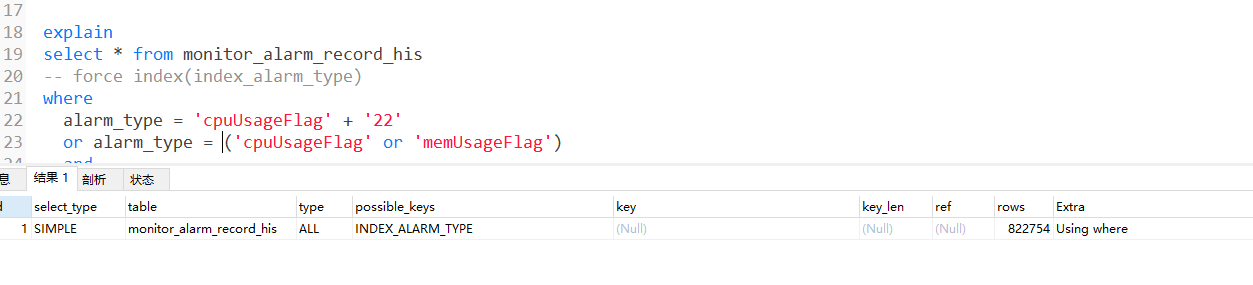 17
18 explain
19 select * from monitor_alarm_record_his
20 -- force index(index_alarm_type)
21 where
22 alarm_type = 'cpuUsageFlag' + '22'
23 or alarm_type = ('cpuUsageFlag' or 'memUsageFlag')
24 and
息 结果 1 剖析 状态
d select_type table type possible_keys key key_len ref rows Extra
1 SIMPLE monitor_alarm_record_his ALL INDEX_ALARM_TYPE (Null) (Null) (Null) 822754 Using where